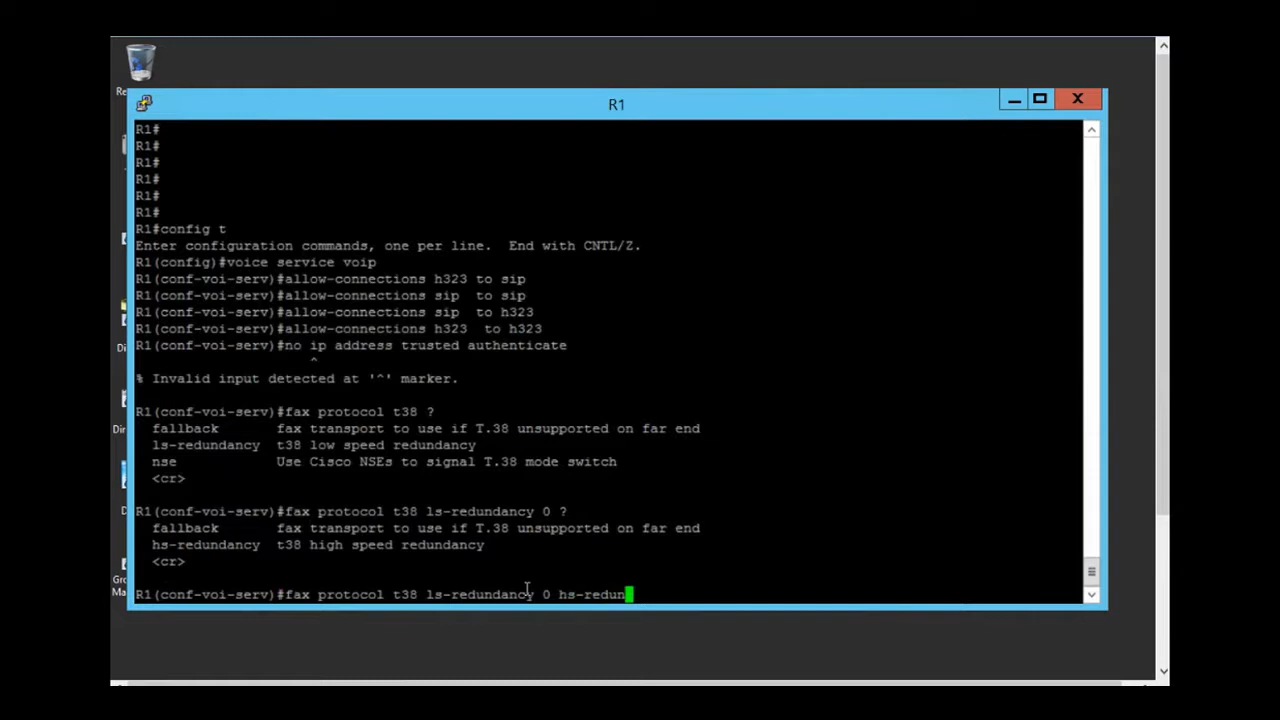 Re
R1
R1#
R1#
R1#
R1#
R1#
R1#
R1#config t
Enter configuration commands, one per line.  End with CNTL/Z.
R1(config)#voice service voip
R1(conf-voi-serv)#allow-connections h323 to sip
R1(conf-voi-serv)#allow-connections sip  to sip
R1(conf-voi-serv)#allow-connections sip  to h323
R1(conf-voi-serv)#allow-connections h323  to h323
R1(conf-voi-serv)#no ip address trusted authenticate
^
% Invalid input detected at '^' marker.
R1(conf-voi-serv)#fax protocol t38 ?
fallback       fax transport to use if T.38 unsupported on far end
ls-redundancy  t38 low speed redundancy
nse            Use Cisco NSEs to signal T.38 mode switch
<cr>
R1(conf-voi-serv)#fax protocol t38 ls-redundancy 0 ?
fallback       fax transport to use if T.38 unsupported on far end
hs-redundancy  t38 high speed redundancy
<cr>
R1(conf-voi-serv)#fax protocol t38 ls-redundancy 0 hs-redun
Di
Dir
D
Gro
Ma